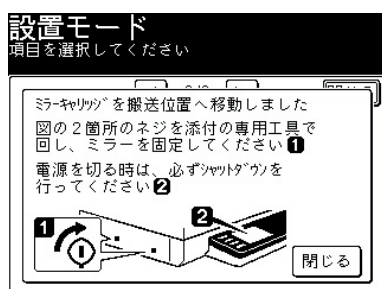 設置モード
項目を選択してください
ﾐﾗｰｷｬﾘｯｼﾞを搬送位置へ移動しました
図の2箇所のネジを添付の専用工具で
回し、ミラーを固定してください1
電源を切る時は、必ずｼｬｯﾄﾀﾞｳﾝを
行ってください2
1
2
閉じる